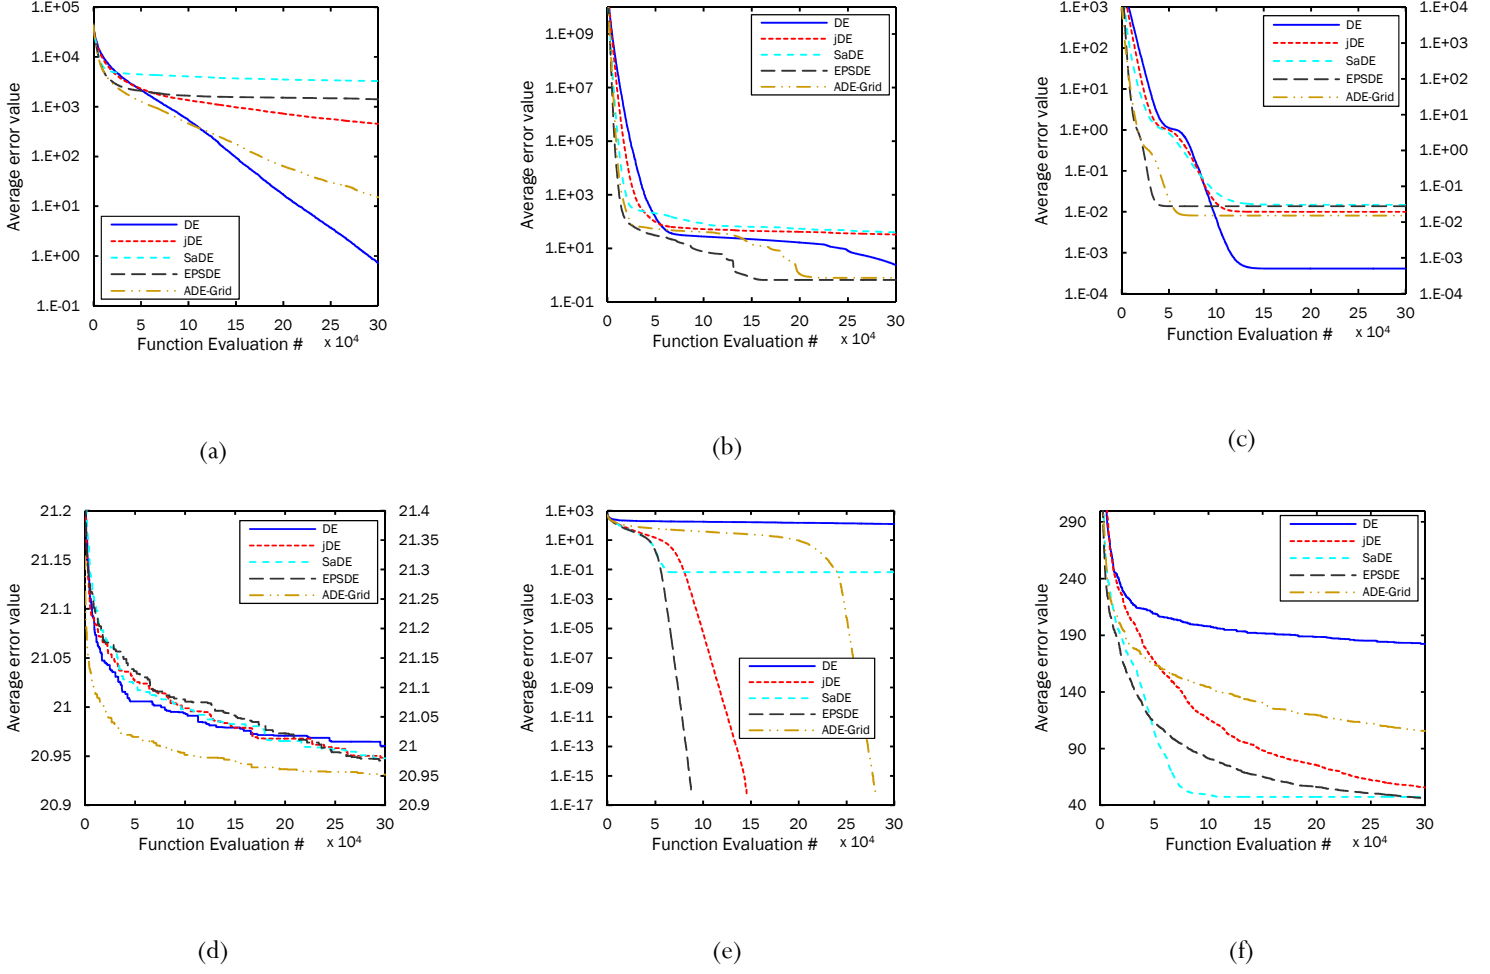 1.E+05
1.E+04
1.E+03
1.E+02
1.E+01
1.E+00
1.E-01
Average error value
DE
jDE
SaDE
EPSDE
ADE-Grid
0 5 10 15 20 25 30
Function Evaluation # x 10⁴
(a)
1.E+09
1.E+07
1.E+05
1.E+03
1.E+01
1.E-01
Average error value
DE
jDE
SaDE
EPSDE
ADE-Grid
0 5 10 15 20 25 30
Function Evaluation # x 10⁴
(b)
1.E+03
1.E+02
1.E+01
1.E+00
1.E-01
1.E-02
1.E-03
1.E-04
Average error value
DE
jDE
SaDE
EPSDE
ADE-Grid
1.E+04
1.E+03
1.E+02
1.E+01
1.E+00
1.E-01
1.E-02
1.E-03
1.E-04
0 5 10 15 20 25 30
Function Evaluation # x 10⁴
(c)
21.2
21.15
21.1
21.05
21
20.95
20.9
Average error value
DE
jDE
SaDE
EPSDE
ADE-Grid
21.4
21.35
21.3
21.25
21.2
21.15
21.1
21.05
21
20.95
20.9
0 5 10 15 20 25 30
Function Evaluation # x 10⁴
(d)
1.E+03
1.E+01
1.E-01
1.E-03
1.E-05
1.E-07
1.E-09
1.E-11
1.E-13
1.E-15
1.E-17
Average error value
DE
jDE
SaDE
EPSDE
ADE-Grid
0 5 10 15 20 25 30
Function Evaluation # x 10⁴
(e)
290
240
190
140
90
40
Average error value
DE
jDE
SaDE
EPSDE
ADE-Grid
0 5 10 15 20 25 30
Function Evaluation # x 10⁴
(f)